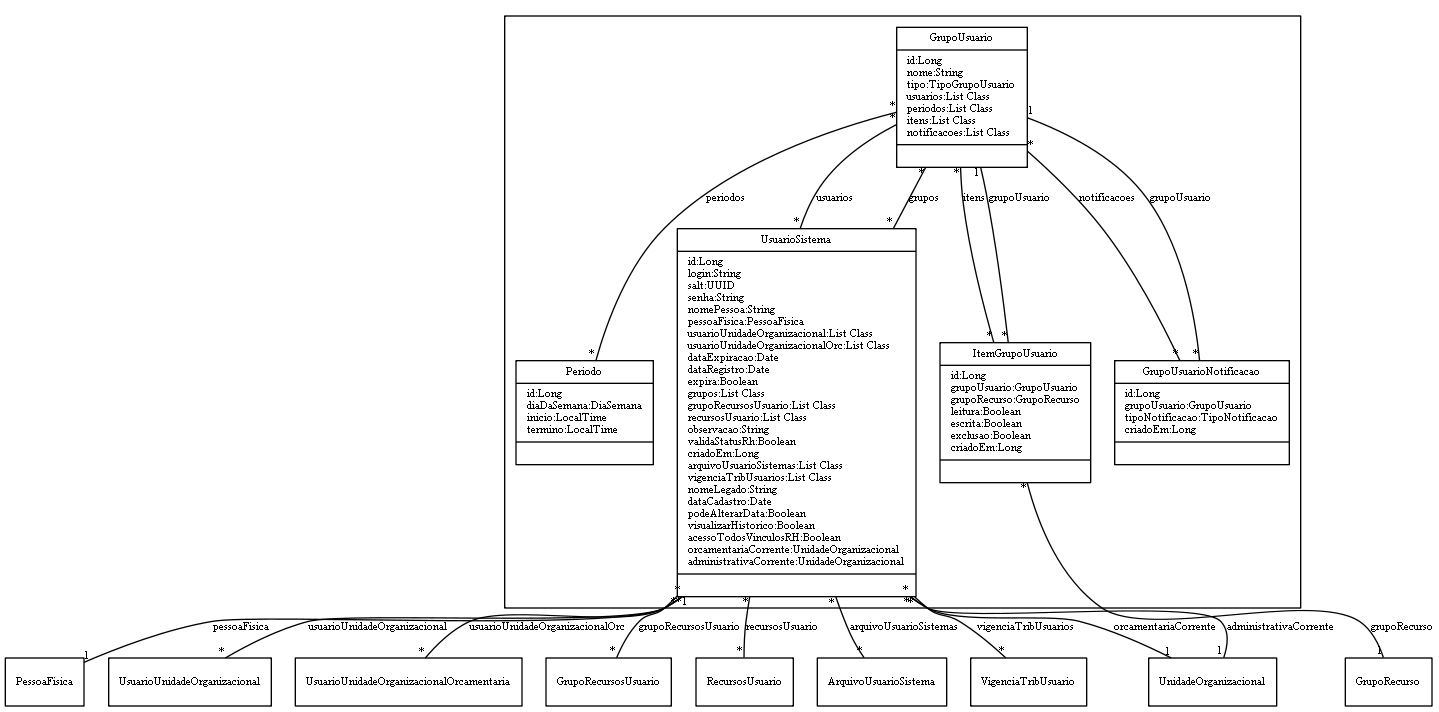 GrupoUsuario
id:Long
nome:String
tipo:TipoGrupoUsuario
usuarios:List Class
periodos:List Class
itens:List Class
notificacoes:List Class
*
*
1
*
*
*
1
periodos
usuarios
grupos
itens
grupoUsuario
notificacoes
grupoUsuario
*
*
*
*
*
*
*
UsuarioSistema
id:Long
login:String
salt:UUID
senha:String
nomePessoa:String
pessoaFisica:PessoaFisica
usuarioUnidadeOrganizacional:List Class
usuarioUnidadeOrganizacionalOrc:List Class
dataExpiracao:Date
dataRegistro:Date
expira:Boolean
grupos:List Class
grupoRecursosUsuario:List Class
recursosUsuario:List Class
observacao:String
validaStatusRh:Boolean
criadoEm:Long
arquivoUsuarioSistemas:List Class
vigenciaTribUsuarios:List Class
nomeLegado:String
dataCadastro:Date
podeAlterarData:Boolean
visualizarHistorico:Boolean
acessoTodosVinculosRH:Boolean
orcamentariaCorrente:UnidadeOrganizacional
administrativaCorrente:UnidadeOrganizacional
Periodo
id:Long
diaDaSemana:DiaSemana
inicio:LocalTime
termino:LocalTime
ItemGrupoUsuario
id:Long
grupoUsuario:GrupoUsuario
grupoRecurso:GrupoRecurso
leitura:Boolean
escrita:Boolean
exclusao:Boolean
criadoEm:Long
GrupoUsuarioNotificacao
id:Long
grupoUsuario:GrupoUsuario
tipoNotificacao:TipoNotificacao
criadoEm:Long
pessoaFisica
usuarioUnidadeOrganizacional
usuarioUnidadeOrganizacionalOrc
grupoRecursosUsuario
recursosUsuario
arquivoUsuarioSistemas
vigenciaTribUsuarios
orcamentariaCorrente
administrativaCorrente
grupoRecurso
1
*
*
*
*
*
*
1
1
1
PessoaFisica
UsuarioUnidadeOrganizacional
UsuarioUnidadeOrganizacionalOrcamentaria
GrupoRecursosUsuario
RecursosUsuario
ArquivoUsuarioSistema
VigenciaTribUsuario
UnidadeOrganizacional
GrupoRecurso